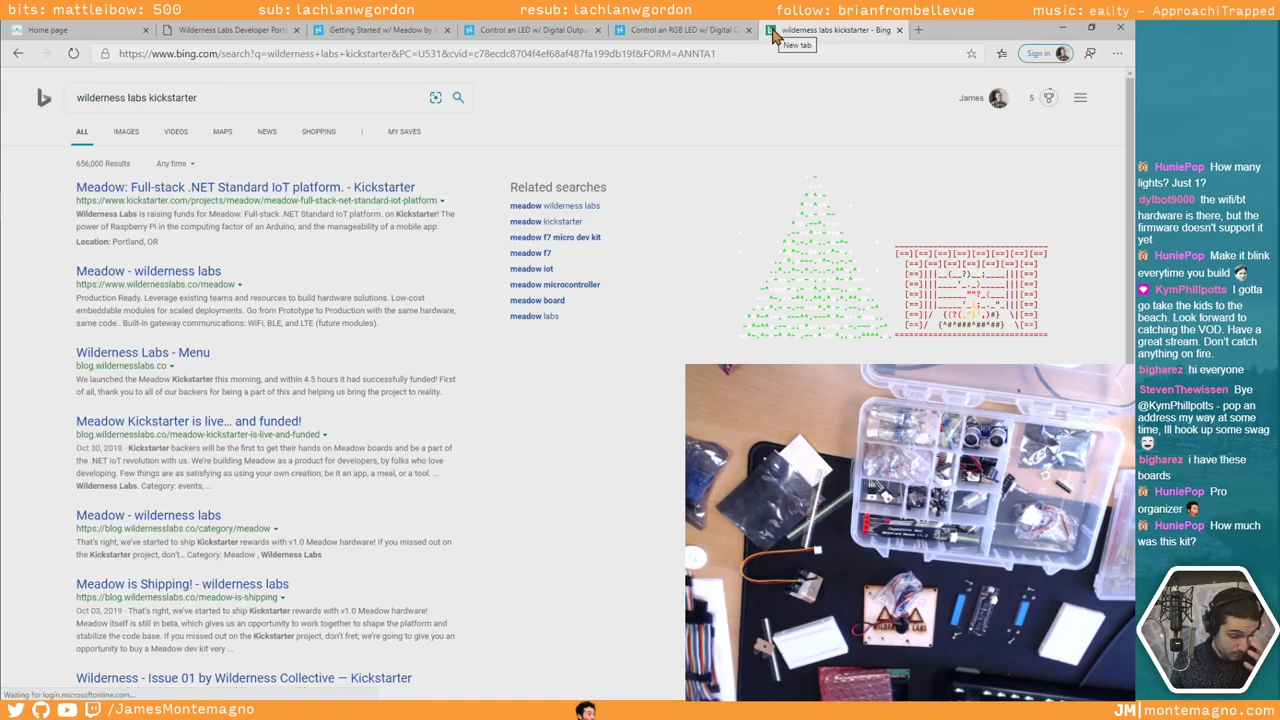 bits: matteibow: 500
sub: lachlanwgordon
resub: lachlanwgordon
follow: brianfrombellevue
music: eality - ApproachiTrapped
Home page
Wilderness Labs Developer Port
Getting Started w/ Meadow by
Control an LED w/ Digital Outpu
Control an RGB LED w/ Digital O
wilderness labs kickstarter - Bing
New tab
https://www.bing.com/search?q=wilderness+labs+kickstarter&PC=U531&cvid=c78ecdc8704f4ef68af487fa199db19f&FORM=ANNTA1
Sign in
wilderness labs kickstarter
James
5
ALL
IMAGES
VIDEOS
MAPS
NEWS
SHOPPING
MY SAVES
656,000 Results
Any time
Meadow: Full-stack .NET Standard IoT platform. - Kickstarter
https://www.kickstarter.com/projects/meadow/meadow-full-stack-net-standard-iot-platform
Wilderness Labs is raising funds for Meadow: Full-stack .NET Standard IoT platform. on Kickstarter! The
power of Raspberry Pi in the computing factor of an Arduino, and the manageability of a mobile app.
Location: Portland, OR
Meadow - wilderness labs
https://www.wildernesslabs.co/meadow
Production Ready. Leverage existing teams and resources to build hardware solutions. Low-cost
embeddable modules for scaled deployments. Go from Prototype to Production with the same hardware,
same code.. Built-in gateway communications: WiFi, BLE, and LTE (future modules).
Wilderness Labs - Menu
blog.wildernesslabs.co
We launched the Meadow Kickstarter this morning, and within 4.5 hours it had successfully funded! First
of all, thank you to all of our backers for being a part of this and helping us bring the project to reality.
Meadow Kickstarter is live... and funded!
blog.wildernesslabs.co/meadow-kickstarter-is-live-and-funded
Oct 30, 2018 · Kickstarter backers will be the first to get their hands on Meadow boards and be a part of
the .NET IoT revolution with us. We're building Meadow as a product for developers, by folks who love
developing. Few things are as satisfying as using your own creation; be it an app, a meal, or a tool. ...
Wilderness Labs. Category: events, ...
Meadow - wilderness labs
https://blog.wildernesslabs.co/category/meadow
That's right, we've started to ship Kickstarter rewards with v1.0 Meadow hardware! If you missed out on
the Kickstarter project, don't... Category: Meadow , Wilderness Labs
Meadow is Shipping! - wilderness labs
https://blog.wildernesslabs.co/meadow-is-shipping
Oct 03, 2019 · That's right, we've started to ship Kickstarter rewards with v1.0 Meadow hardware!
Meadow itself is still in beta, which gives us an opportunity to work together to shape the platform and
stabilize the code base. If you missed out on the Kickstarter project, don't fret; we're going to give you an
opportunity to buy a Meadow dev kit very ...
Wilderness - Issue 01 by Wilderness Collective — Kickstarter
Waiting for login.microsoftonline.com...
Related searches
meadow wilderness labs
meadow kickstarter
meadow f7 micro dev kit
meadow f7
meadow iot
meadow microcontroller
meadow board
meadow labs
HuniePop How many
lights? Just 1?
dylbot9000 the wifi/bt
hardware is there, but the
firmware doesn't support it
yet
HuniePop Make it blink
everytime you build
KymPhillpotts I gotta
go take the kids to the
beach. Look forward to
catching the VOD. Have a
great stream. Don't catch
anything on fire.
bigharez hi everyone
StevenThewissen Bye
@KymPhillpotts - pop an
address my way at some
time, Ill hook up some swag
bigharez i have these
boards
HuniePop Pro
organizer
HuniePop How much
was this kit?
/JamesMontemagno
JM montemagno.com